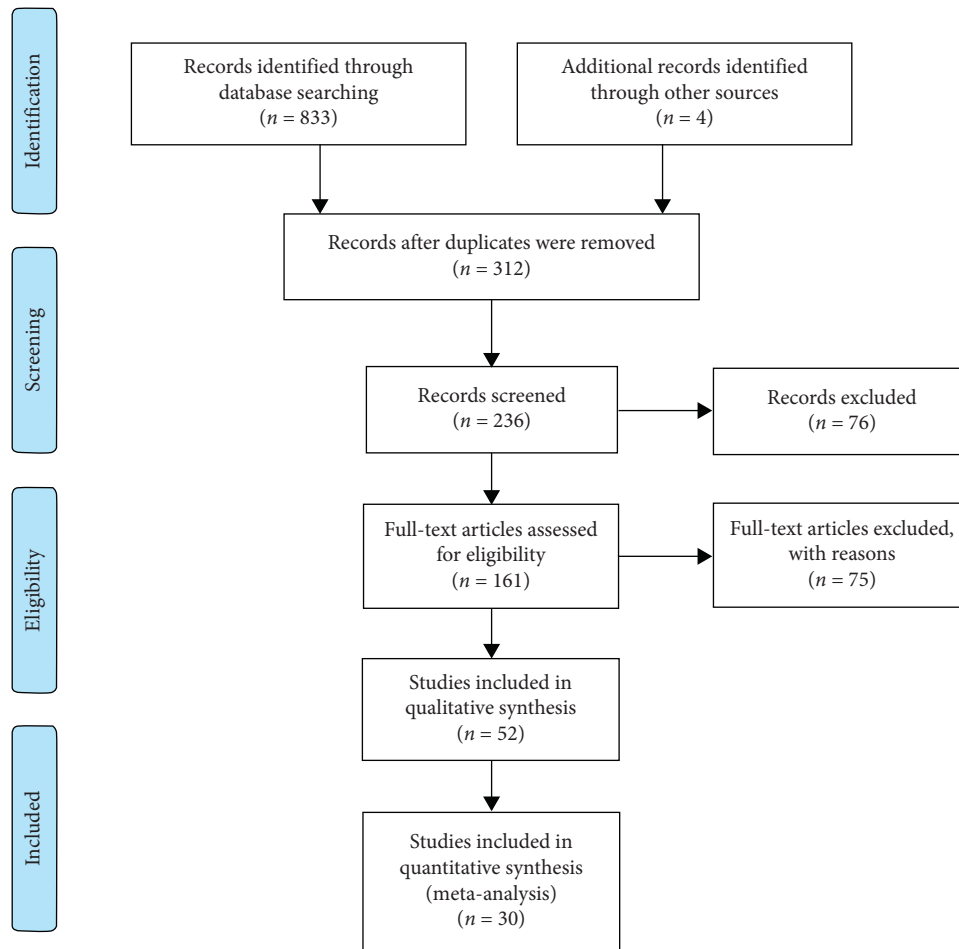 Identification
Records identified through
database searching
(n = 833)
Additional records identified
through other sources
(n = 4)
Records after duplicates were removed
(n = 312)
Screening
Records screened
(n = 236)
Records excluded
(n = 76)
Eligibility
Full-text articles assessed
for eligibility
(n = 161)
Full-text articles excluded,
with reasons
(n = 75)
Studies included in
qualitative synthesis
(n = 52)
Included
Studies included in
quantitative synthesis
(meta-analysis)
(n = 30)